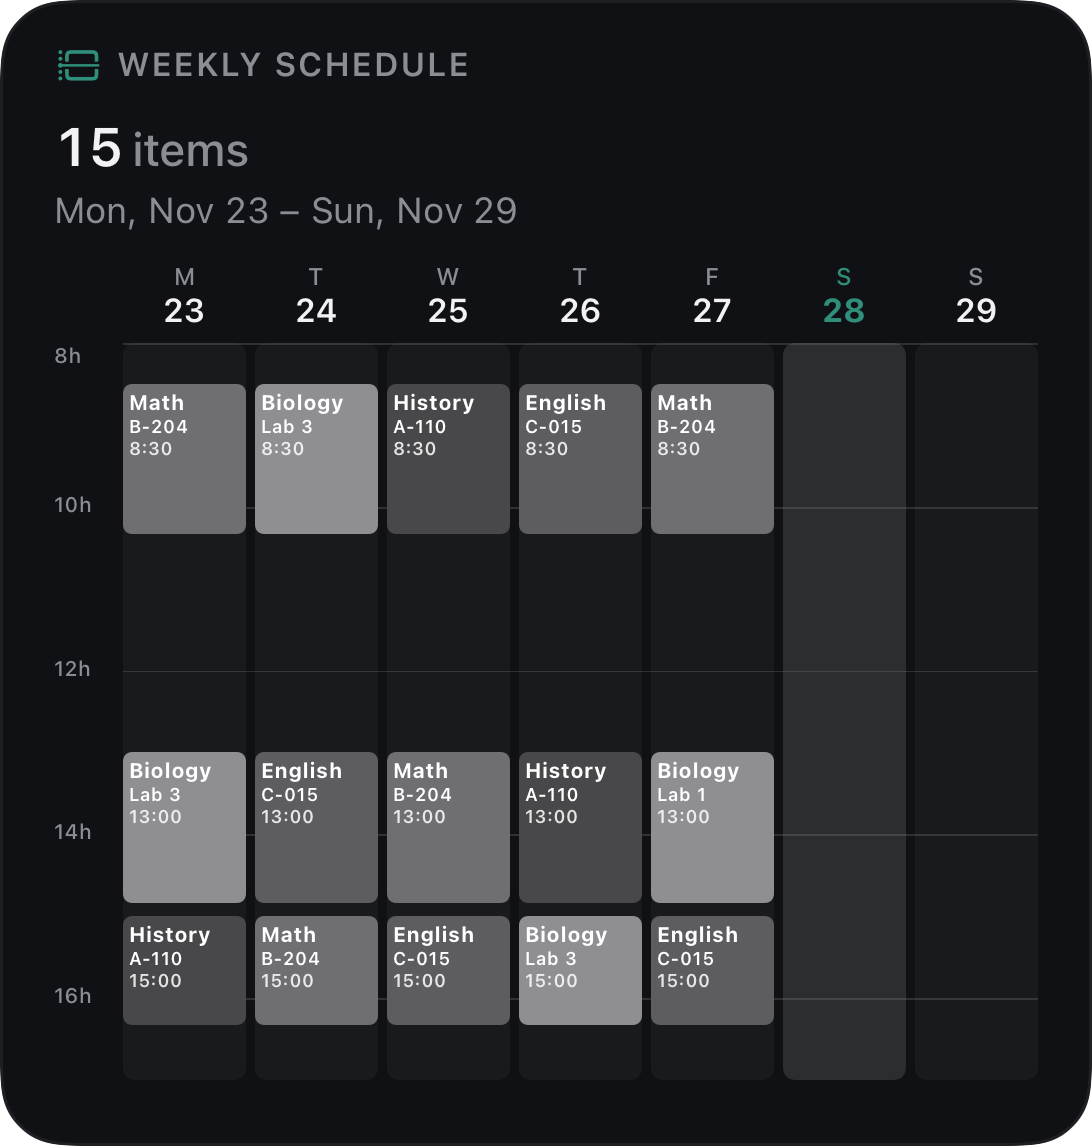 WEEKLY SCHEDULE
15 items
Mon, Nov 23 – Sun, Nov 29
M T W T F S S
23 24 25 26 27 28 29
8h
Math
B-204
8:30
Biology
Lab 3
8:30
History
A-110
8:30
English
C-015
8:30
Math
B-204
8:30
10h
12h
Biology
Lab 3
13:00
English
C-015
13:00
Math
B-204
13:00
History
A-110
13:00
Biology
Lab 1
13:00
14h
History
A-110
15:00
Math
B-204
15:00
English
C-015
15:00
Biology
Lab 3
15:00
English
C-015
15:00
16h